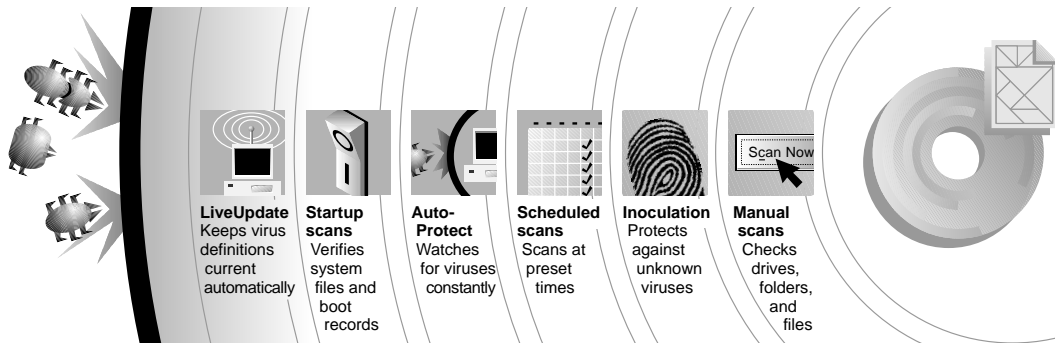 Scan Now
LiveUpdate
Keeps virus
definitions
current
automatically
Startup
scans
Verifies
system
files and
boot
records
Auto-
Protect
Watches
for viruses
constantly
Scheduled
scans
Scans at
preset
times
Inoculation
Protects
against
unknown
viruses
Manual
scans
Checks
drives,
folders,
and
files